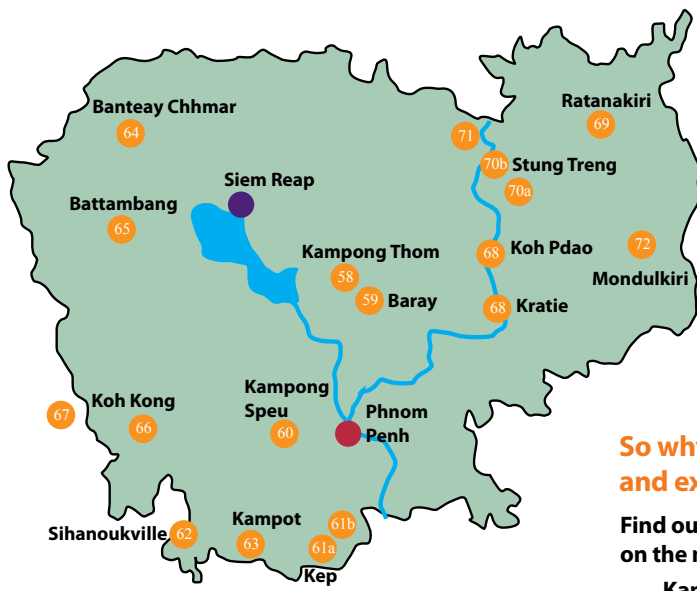 Banteay Chhmar
64
Ratanakiri
69
71
70b
Stung Treng
70a
Siem Reap
Battambang
65
Kampong Thom
58
59
Baray
68
Koh Pdao
72
Mondulkiri
68
Kratie
Koh Kong
67
66
Kampong
Speu
60
Phnom
Penh
So why
and ex
Find ou
on the
Sihanoukville
62
Kampot
63
61b
61a
Kep